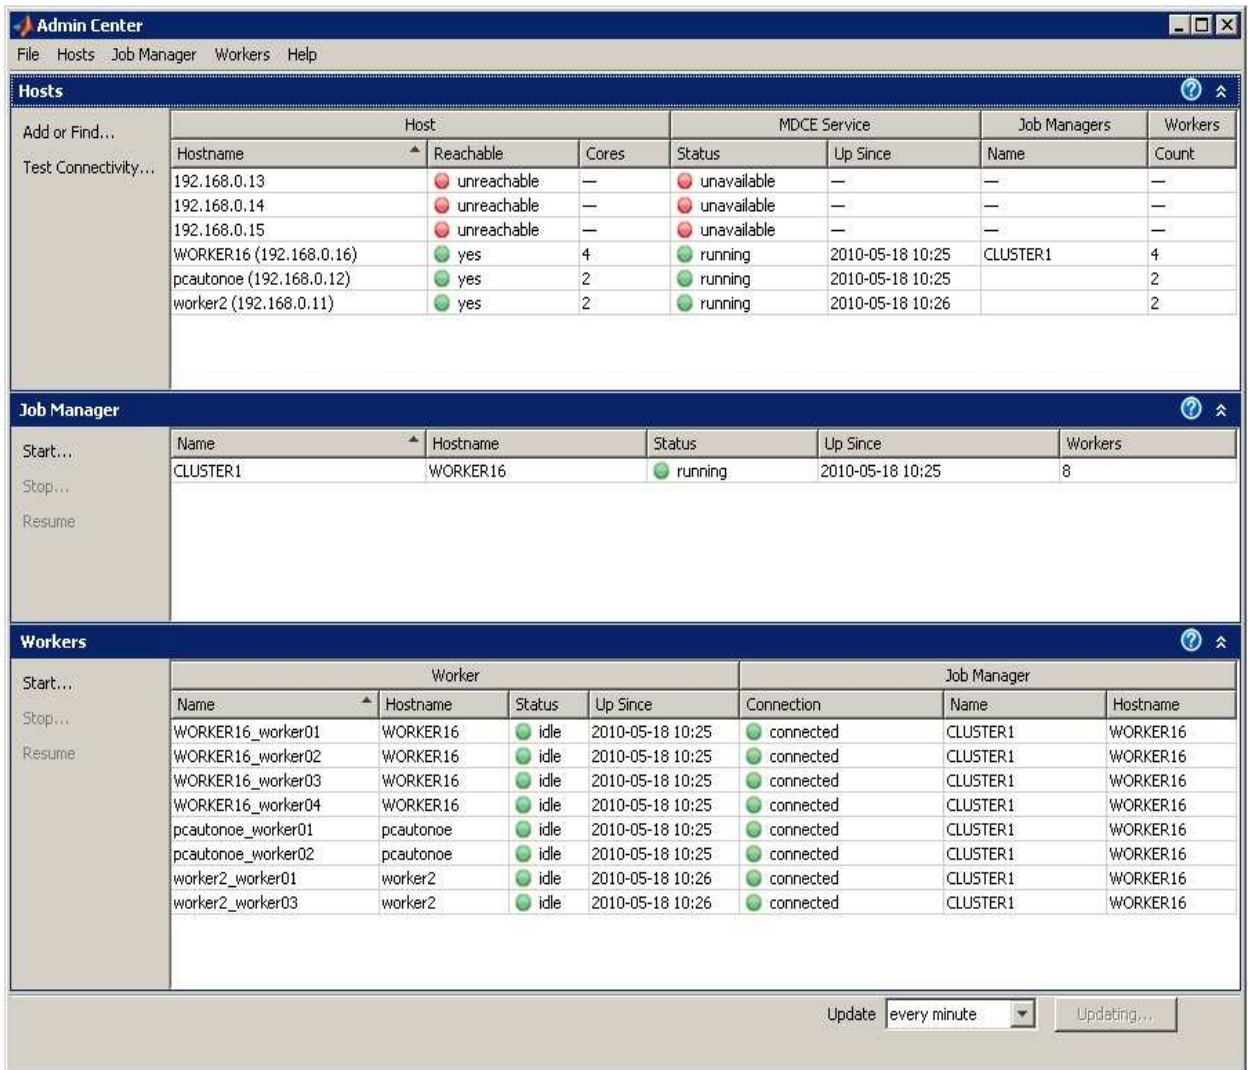 Admin Center
File Hosts Job Manager Workers Help
Hosts
Add or Find...
Test Connectivity...
Host MDCE Service Job Managers Workers
Hostname Reachable Cores Status Up Since Name Count
192.168.0.13 unreachable — unavailable — — —
192.168.0.14 unreachable — unavailable — — —
192.168.0.15 unreachable — unavailable — — —
WORKER16 (192.168.0.16) yes 4 running 2010-05-18 10:25 CLUSTER1 4
pcautonoe (192.168.0.12) yes 2 running 2010-05-18 10:25 2
worker2 (192.168.0.11) yes 2 running 2010-05-18 10:26 2
Job Manager
Start...
Stop...
Resume
Name Hostname Status Up Since Workers
CLUSTER1 WORKER16 running 2010-05-18 10:25 8
Workers
Start...
Stop...
Resume
Worker Job Manager
Name Hostname Status Up Since Connection Name Hostname
WORKER16_worker01 WORKER16 idle 2010-05-18 10:25 connected CLUSTER1 WORKER16
WORKER16_worker02 WORKER16 idle 2010-05-18 10:25 connected CLUSTER1 WORKER16
WORKER16_worker03 WORKER16 idle 2010-05-18 10:25 connected CLUSTER1 WORKER16
WORKER16_worker04 WORKER16 idle 2010-05-18 10:25 connected CLUSTER1 WORKER16
pcautonoe_worker01 pcautonoe idle 2010-05-18 10:25 connected CLUSTER1 WORKER16
pcautonoe_worker02 pcautonoe idle 2010-05-18 10:25 connected CLUSTER1 WORKER16
worker2_worker01 worker2 idle 2010-05-18 10:26 connected CLUSTER1 WORKER16
worker2_worker03 worker2 idle 2010-05-18 10:26 connected CLUSTER1 WORKER16
Update every minute Updating...